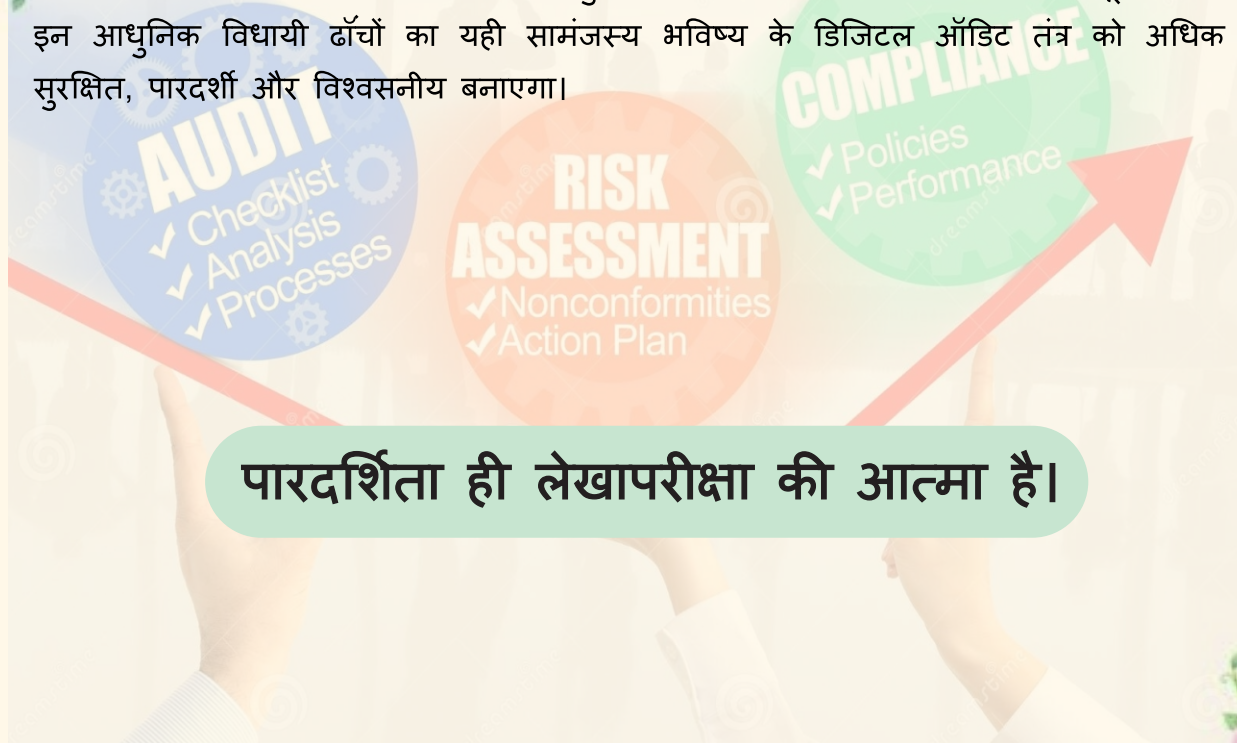 इन आधुनिक विधायी ढाॅचों का यही सामंजस्य भविष्य के डिजिटल ऑडिट तंत्र को अधिक
सुरक्षित, पारदर्शी और विश्वसनीय बनाएगा।
AUDIT
Checklist
Analysis
Processes
RISK
ASSESSMENT
Nonconformities
Action Plan
COMPLIANCE
Policies
Performance
पारदर्शिता ही लेखापरीक्षा की आत्मा है।